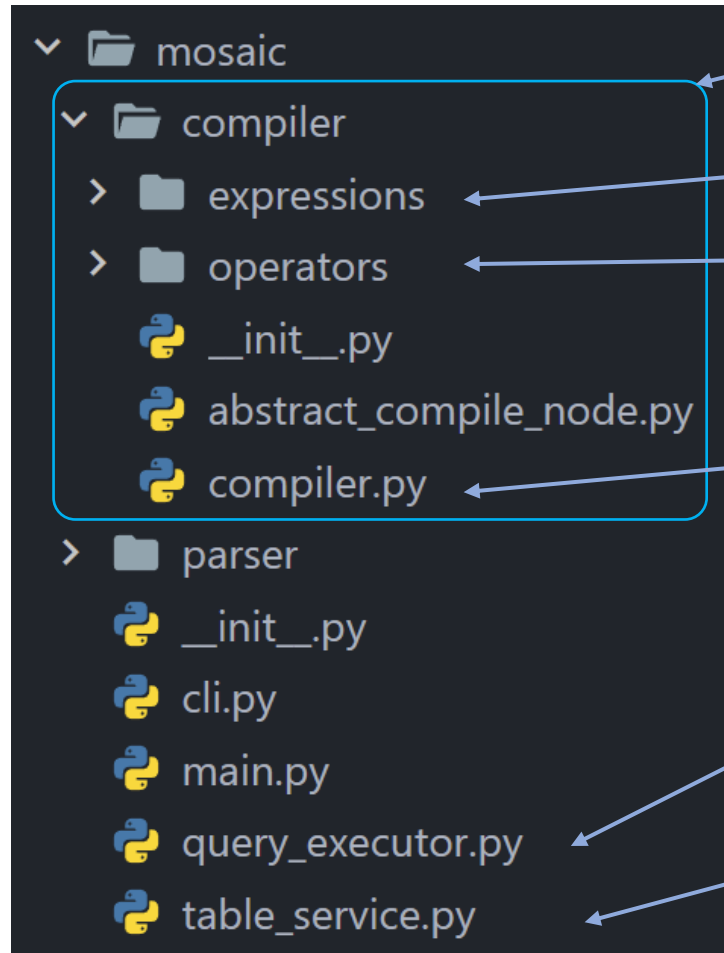 mosaic
compiler
expressions
operators
__init__.py
abstract_compile_node.py
compiler.py
parser
__init__.py
cli.py
main.py
query_executor.py
table_service.py